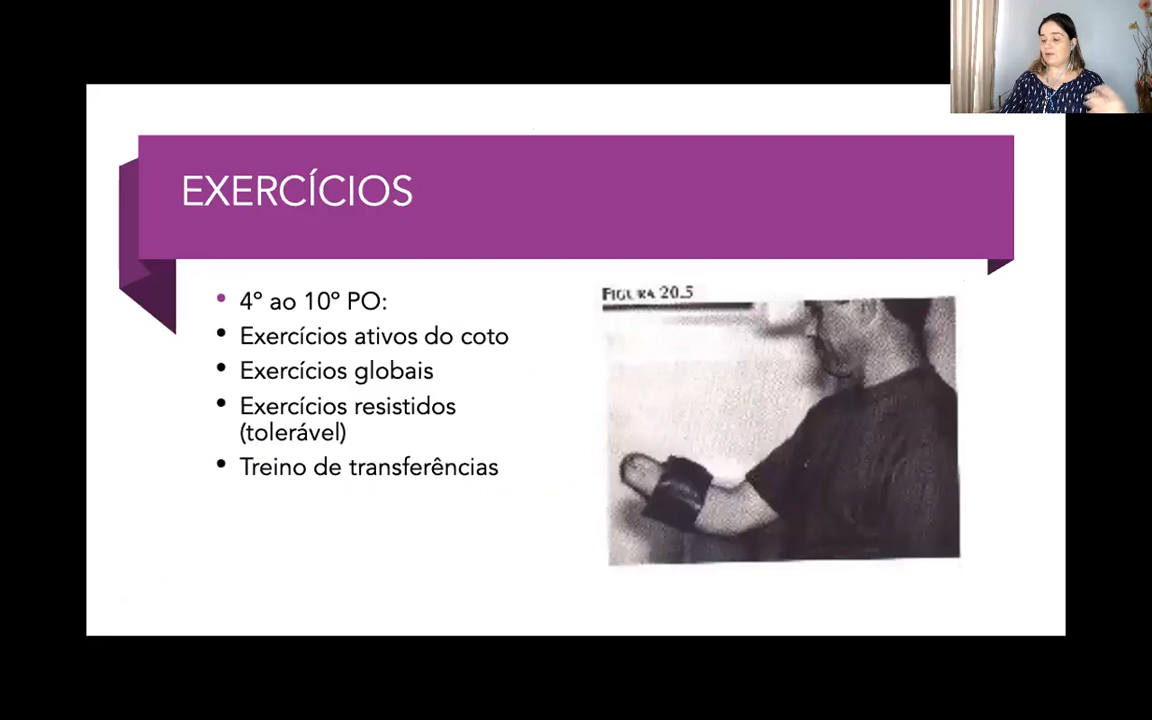 EXERCÍCIOS
• 4º ao 10º PO:
• Exercícios ativos do coto
• Exercícios globais
• Exercícios resistidos
(tolerável)
• Treino de transferências
FIGURA 20.5